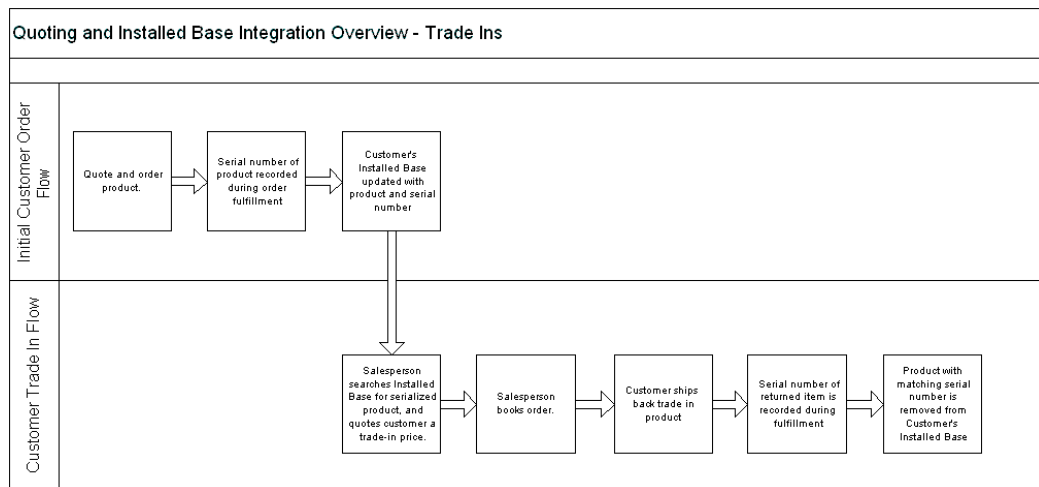 Quoting and Installed Base Integration Overview - Trade Ins
Initial Customer Order
Flow
Quote and order
product.
Serial number of
product recorded
during order
fulfillment
Customer's
Installed Base
updated with
product and serial
number
Customer Trade In Flow
Salesperson
searches Installed
Base for serialized
product, and
quotes customer a
trade-in price.
Salesperson
books order.
Customer ships
back trade in
product
Serial number of
returned item is
recorded during
fulfillment
Product with
matching serial
number is
removed from
Customer's
Installed Base